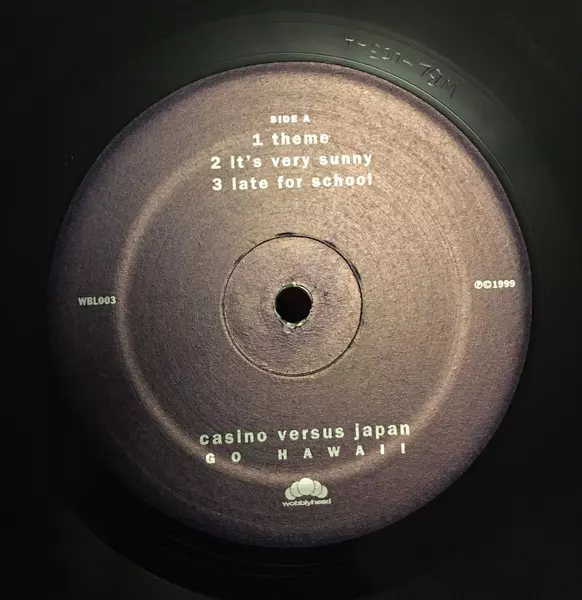 SIDE A
1 theme
2 it's very sunny
3 late for school
WBL003
℗©1999
casino versus japan
GO HAWAII
wobblyhead